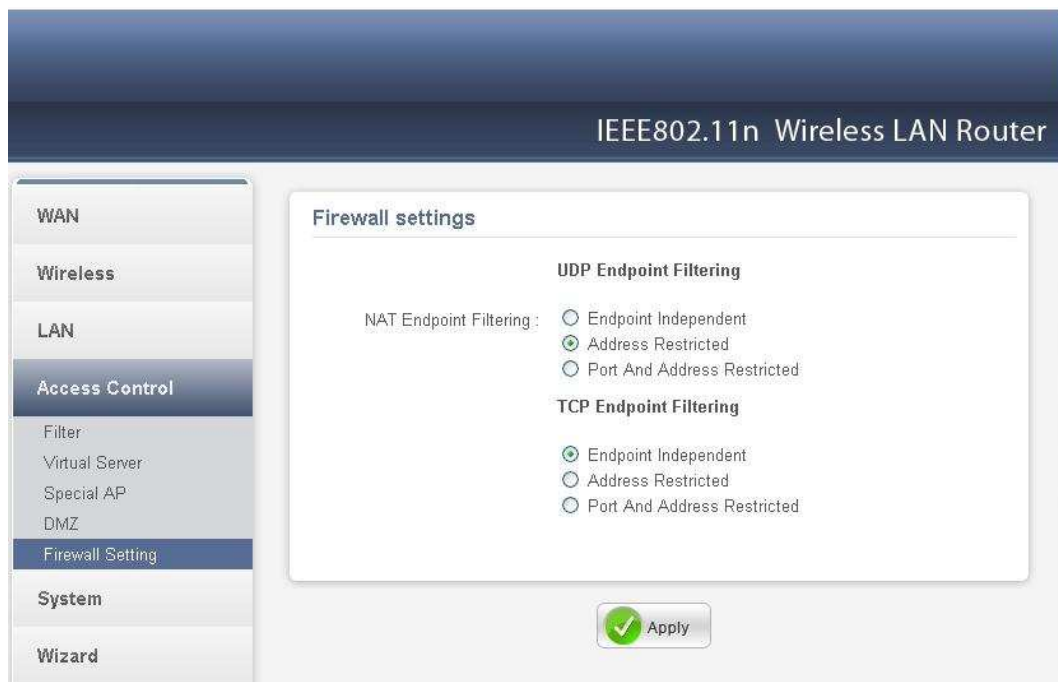 IEEE802.11n Wireless LAN Router
WAN
Wireless
LAN
Access Control
Filter
Virtual Server
Special AP
DMZ
Firewall Setting
System
Wizard
Firewall settings
UDP Endpoint Filtering
NAT Endpoint Filtering :
Endpoint Independent
Address Restricted
Port And Address Restricted
TCP Endpoint Filtering
Endpoint Independent
Address Restricted
Port And Address Restricted
Apply